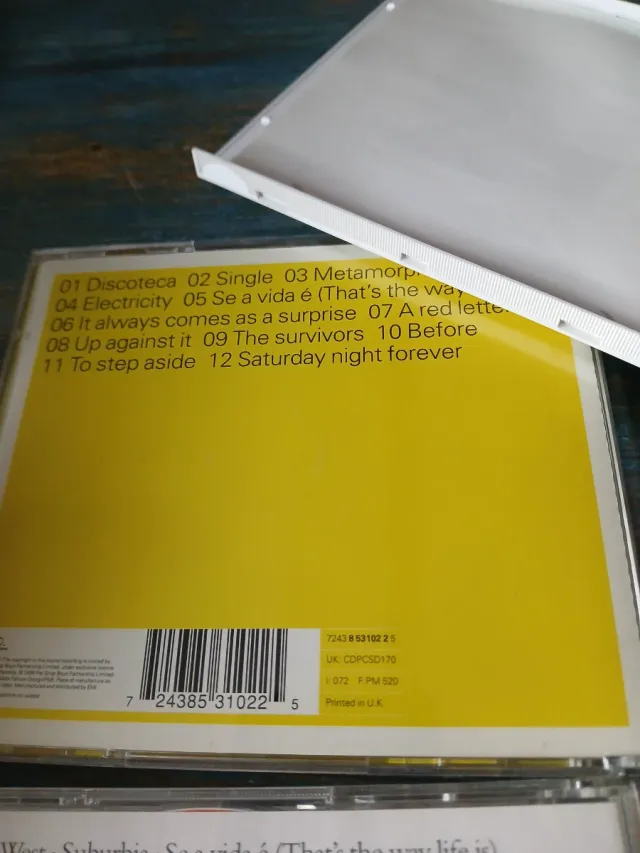 01 Discoteca 02 Single 03 Metamorp
04 Electricity 05 Se a vida é (That's the way
06 It always comes as a surprise 07 A red letter
08 Up against it 09 The survivors 10 Before
11 To step aside 12 Saturday night forever
7243 8 53102 2 5
UK: CDPCSD170
I: 072 F: PM 520
Printed in U.K
7 24385 31022 5
West · Suburbia · Se a vida é (That's the way life is)